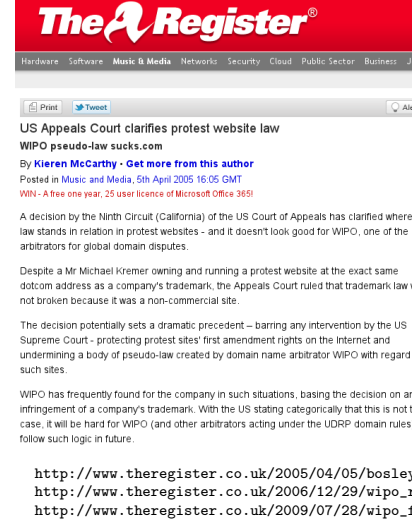 The Register®
Hardware Software Music & Media Networks Security Cloud Public Sector Business
Print Tweet
US Appeals Court clarifies protest website law
WIPO pseudo-law sucks.com
By Kieren McCarthy • Get more from this author
Posted in Music and Media, 5th April 2005 16:05 GMT
WIN - A free one year, 25 user licence of Microsoft Office 365!
A decision by the Ninth Circuit (California) of the US Court of Appeals has clarified where
law stands in relation to protest websites - and it doesn't look good for WIPO, one of the
arbitrators for global domain disputes.
Despite a Mr Michael Kremer owning and running a protest website at the exact same
dotcom address as a company's trademark, the Appeals Court ruled that trademark law
not broken because it was a non-commercial site.
The decision potentially sets a dramatic precedent – barring any intervention by the US
Supreme Court - protecting protest sites' first amendment rights on the Internet and
undermining a body of pseudo-law created by domain name arbitrator WIPO with regard
such sites.
WIPO has frequently found for the company in such situations, basing the decision on
infringement of a company's trademark. With the US stating categorically that this is not
case, it will be hard for WIPO (and other arbitrators acting under the UDRP domain rules
follow such logic in future.
http://www.theregister.co.uk/2005/04/05/bosley
http://www.theregister.co.uk/2006/12/29/wipo_
http://www.theregister.co.uk/2009/07/28/wipo_